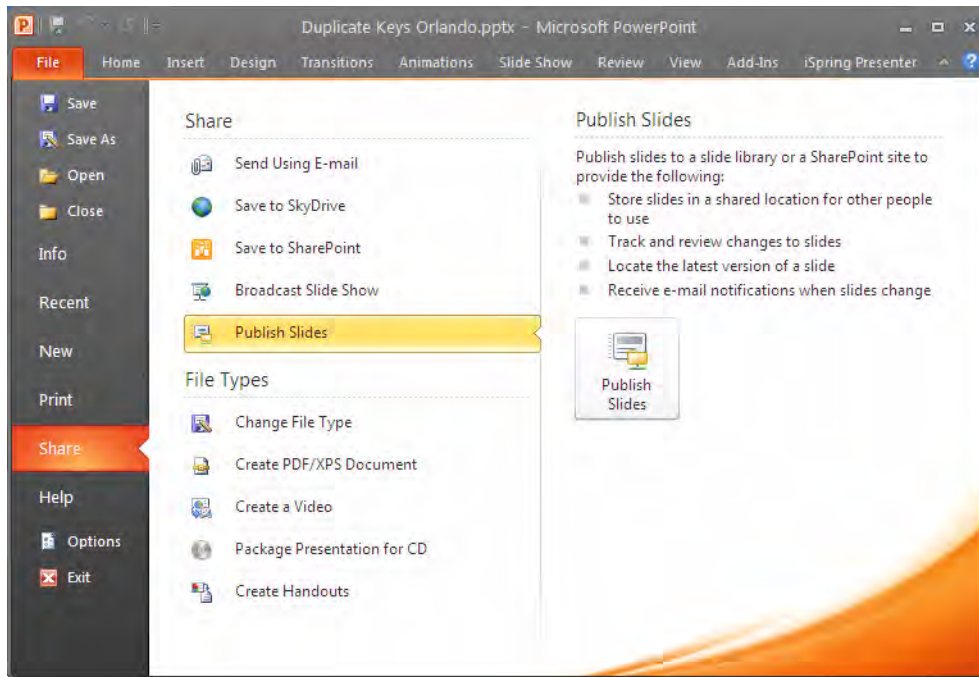 Duplicate Keys Orlando.pptx - Microsoft PowerPoint
File Home Insert Design Transitions Animations Slide Show Review View Add-Ins iSpring Presenter
Save
Save As
Open
Close
Info
Recent
New
Print
Share
Help
Options
Exit
Share
Send Using E-mail
Save to SkyDrive
Save to SharePoint
Broadcast Slide Show
Publish Slides
File Types
Change File Type
Create PDF/XPS Document
Create a Video
Package Presentation for CD
Create Handouts
Publish Slides
Publish slides to a slide library or a SharePoint site to
provide the following:
Store slides in a shared location for other people
to use
Track and review changes to slides
Locate the latest version of a slide
Receive e-mail notifications when slides change
Publish
Slides